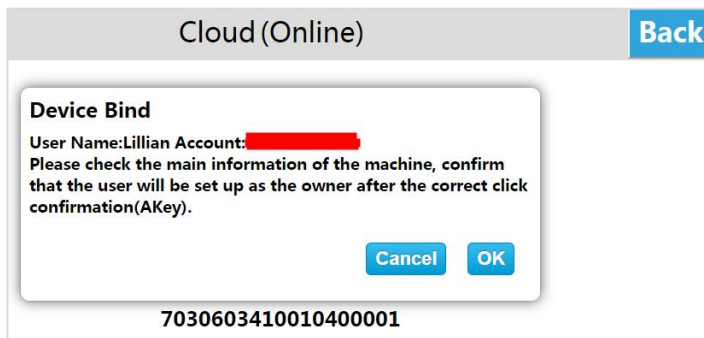 Cloud(Online)
Back
Device Bind
User Name:Lillian Account:
Please check the main information of the machine, confirm
that the user will be set up as the owner after the correct click
confirmation(AKey).
Cancel
OK
7030603410010400001